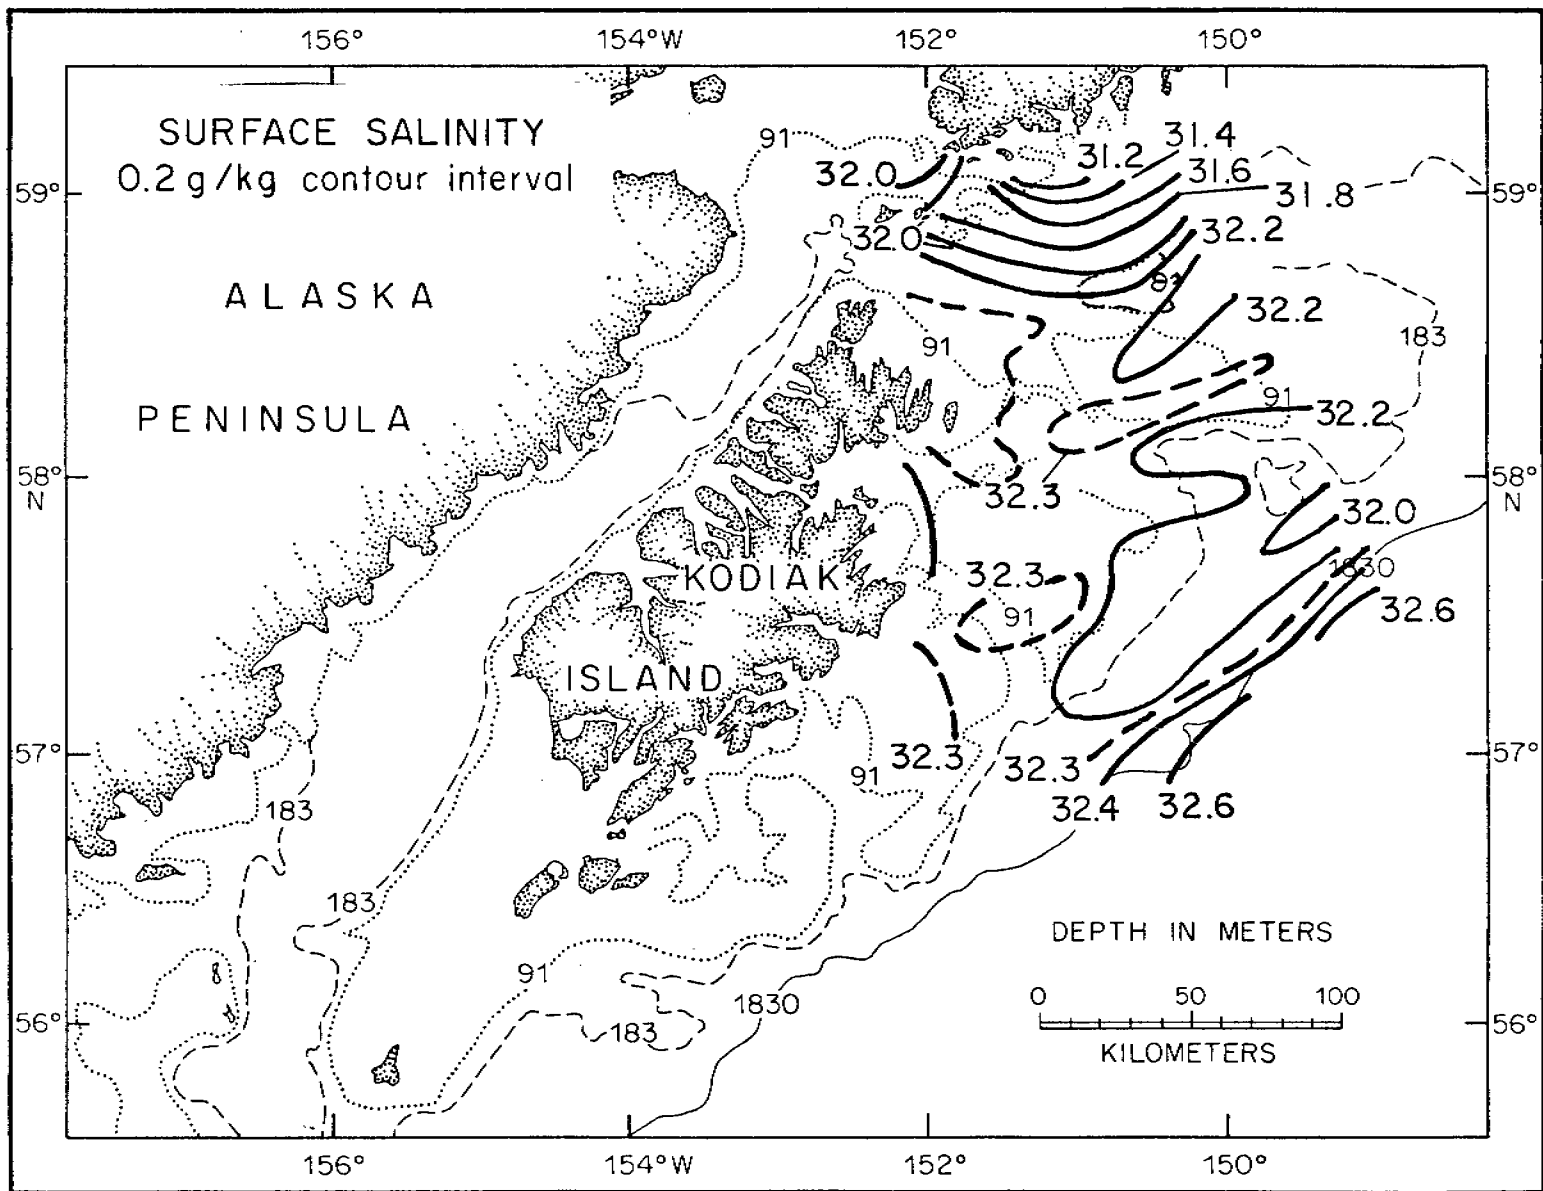 156° 154°W 152° 150°
SURFACE SALINITY
0.2 g/kg contour interval
91
31.4
31.2
31.6
32.0
59°
59°
31.8
32.0
32.2
91
ALASKA
32.2
183
91
PENINSULA
91
32.2
58°
N
58°
N
32.3
32.0
KODIAK
32.3
1830
91
32.6
ISLAND
57°
57°
32.3
32.3
91
183
32.4
32.6
183
DEPTH IN METERS
91
0 50 100
1830
183
56°
56°
KILOMETERS
156° 154°W 152° 150°